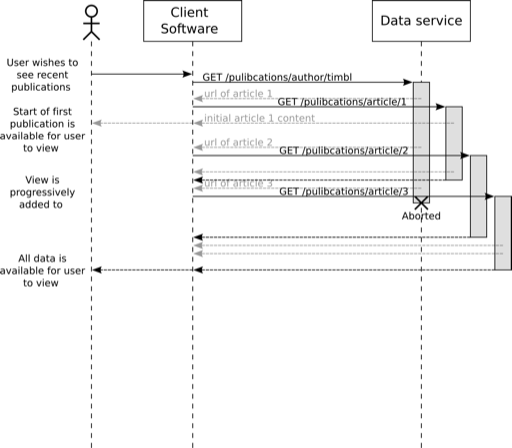 Client
Software
Data service
User wishes to
see recent
publications
GET /pulibcations/author/timbl
url of article 1
GET /pulibcations/article/1
Start of first
publication is
available for user
to view
initial article 1 content
url of article 2
GET /pulibcations/article/2
View is
progressively
added to
url of article 3
GET /pulibcations/article/3
Aborted
All data is
available for user
to view